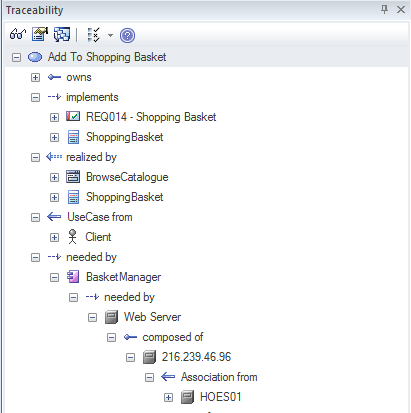 Traceability
Add To Shopping Basket
owns
implements
REQ014 - Shopping Basket
ShoppingBasket
realized by
BrowseCatalogue
ShoppingBasket
UseCase from
Client
needed by
BasketManager
needed by
Web Server
composed of
216.239.46.96
Association from
HOES01